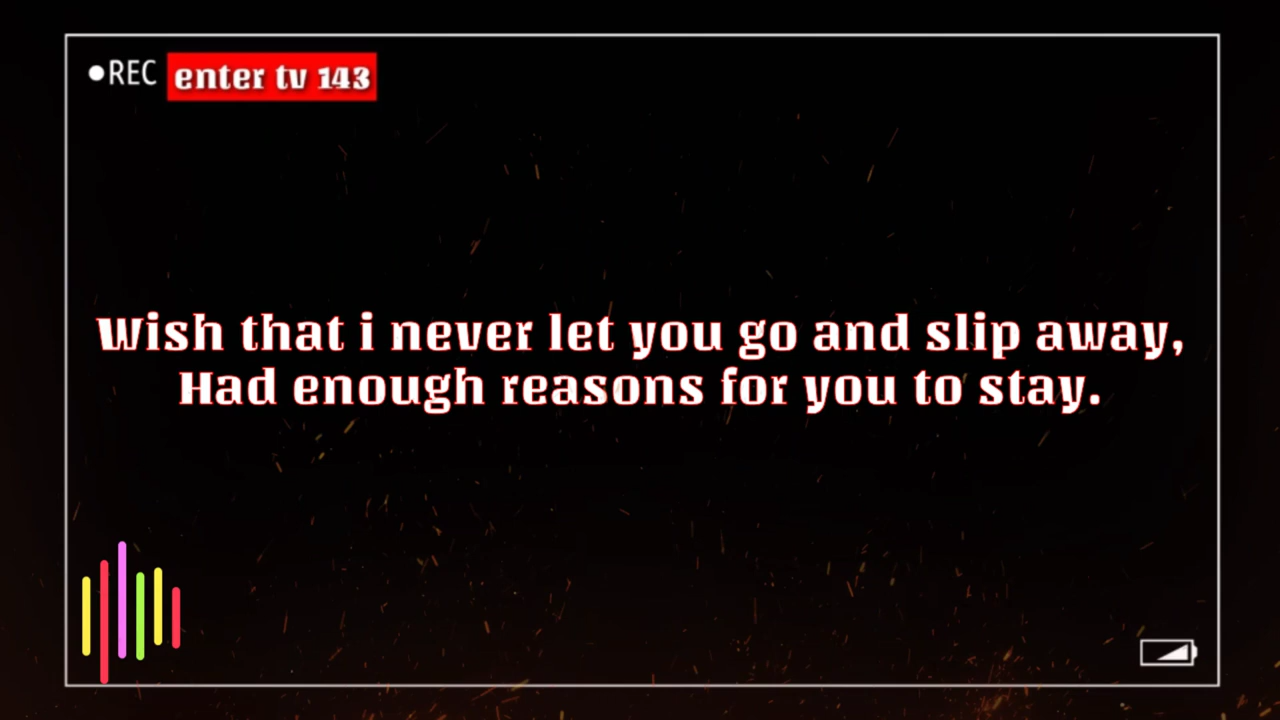 REC
enter tv 143
Wish that i never let you go and slip away,
Had enough reasons for you to stay.